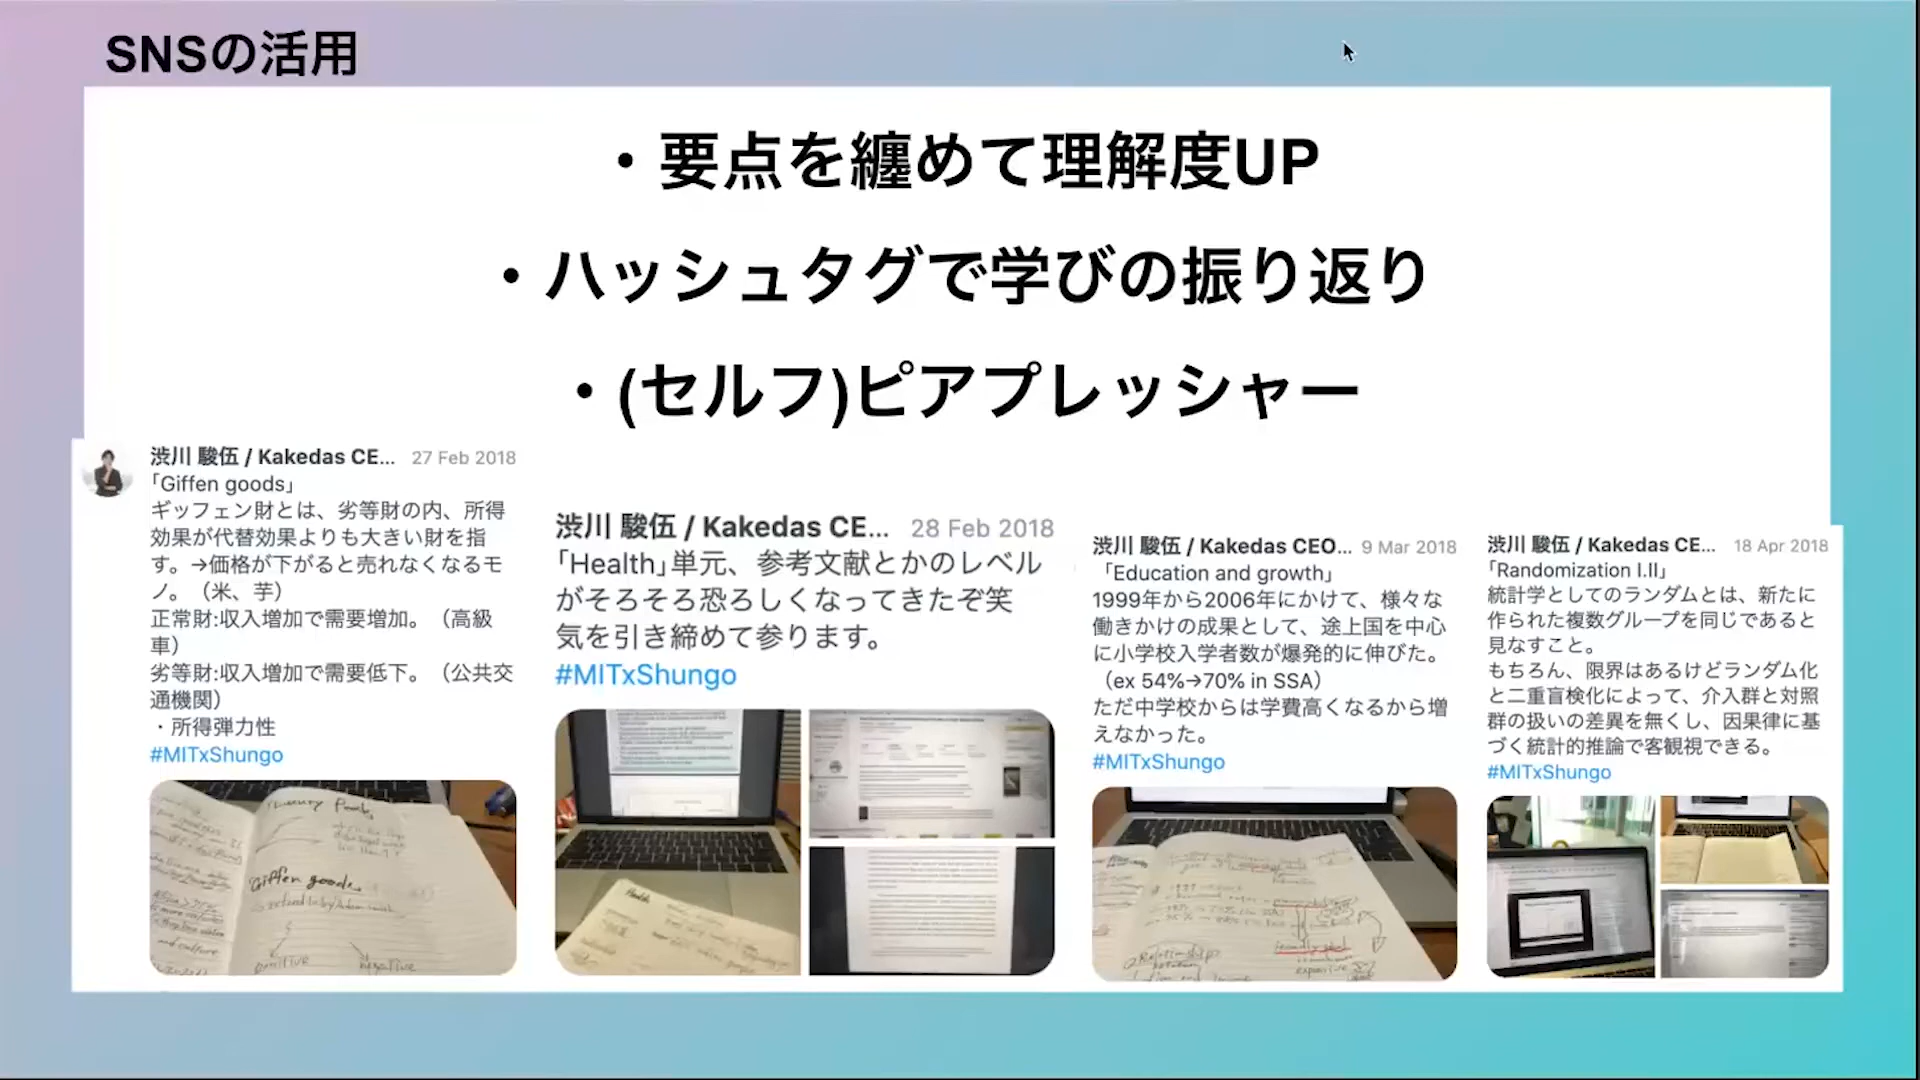 SNSの活用
・要点を纏めて理解度UP
・ハッシュタグで学びの振り返り
・(セルフ)ピアプレッシャー
渋川 駿伍 / Kakedas CE... 27 Feb 2018
「Giffen goods」
ギッフェン財とは、劣等財の内、所得
効果が代替効果よりも大きい財を指
す。→価格が下がると売れなくなるモ
ノ。（米、芋）
正常財:収入増加で需要増加。（高級
車）
劣等財:収入増加で需要低下。（公共交
通機関）
・所得弾力性
#MITxShungo
Giffen goods
渋川 駿伍 / Kakedas CE... 28 Feb 2018
「Health」単元、参考文献とかのレベル
がそろそろ恐ろしくなってきたぞ笑
気を引き締めて参ります。
#MITxShungo
Health
渋川 駿伍 / Kakedas CEO... 9 Mar 2018
「Education and growth」
1999年から2006年にかけて、様々な
働きかけの成果として、途上国を中心
に小学校入学者数が爆発的に伸びた。
（ex 54%→70% in SSA）
ただ中学校からは学費高くなるから増
えなかった。
#MITxShungo
渋川 駿伍 / Kakedas CE... 18 Apr 2018
「Randomization I.II」
統計学としてのランダムとは、新たに
作られた複数グループを同じであると
見なすこと。
もちろん、限界はあるけどランダム化
と二重盲検化によって、介入群と対照
群の扱いの差異を無くし、因果律に基
づく統計的推論で客観視できる。
#MITxShungo